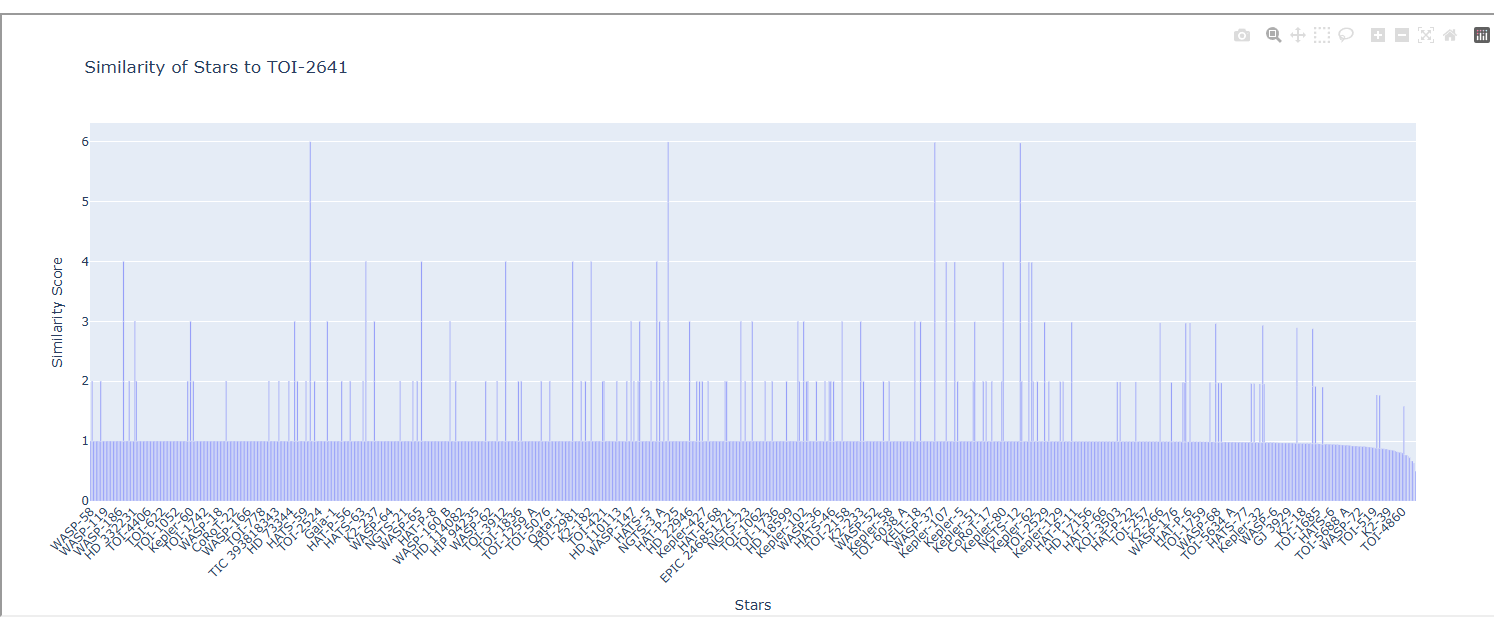 Similarity of Stars to TOI-2641
Similarity Score
6
5
4
3
2
1
0
WASP-58
WASP-119
WASP-186
HD 332231
TOI-4406
TOI-622
TOI-1052
Kepler-60
TOI-1742
WASP-18
CoRoT-22
WASP-166
TOI-778
TIC 393818343
HD 73344
HATS-59
TOI-2524
Gaia-1
HAT-P-56
HATS-63
K2-237
WASP-64
NGTS-21
WASP-65
HAT-P-8
WASP-160 B
HD 114082
HIP 94235
WASP-62
TOI-3912
TOI-1836
TOI-1259 A
TOI-5076
Qatar-1
TOI-2981
K2-182
TOI-421
HD 110113
WASP-147
HATS-5
NGTS-3 A
HAT-P-25
HD 22946
Kepler-427
HAT-P-68
EPIC 246851721
NGTS-23
TOI-1062
TOI-1736
HD 18599
Kepler-102
WASP-36
HATS-46
TOI-2158
K2-233
WASP-52
Kepler-58
TOI-6038 A
KELT-18
WASP-37
Kepler-107
Kepler-5
Kepler-51
CoRoT-17
Kepler-80
NGTS-12
Kepler-62
TOI-2529
Kepler-129
HAT-P-11
HD 17156
HAT-P-66
KOI-3503
HAT-P-22
TOI-257
K2-266
WASP-76
HAT-P-6
TOI-1759
WASP-68
TOI-5634 A
HATS-77
Kepler-32
WASP-6
GJ 3929
K2-18
TOI-1685
HATS-6
TOI-5688 A
WASP-77
TOI-519
K2-39
TOI-4860
Stars